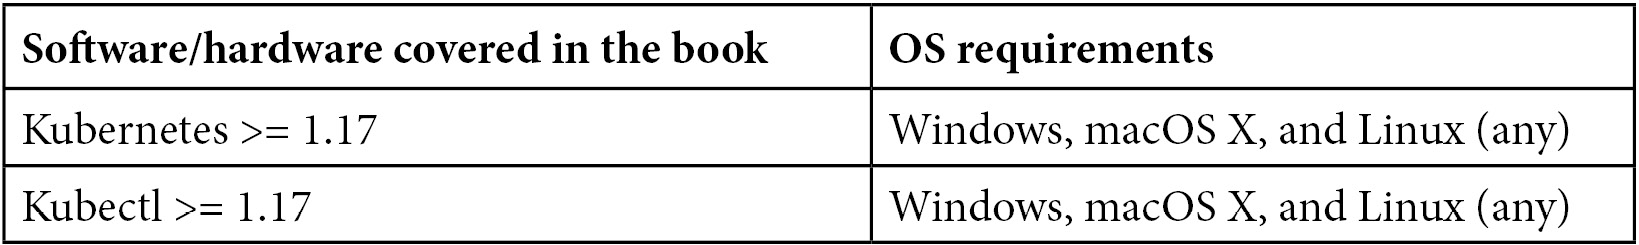 Software/hardware covered in the book OS requirements
Kubernetes >= 1.17 Windows, macOS X, and Linux (any)
Kubectl >= 1.17 Windows, macOS X, and Linux (any)